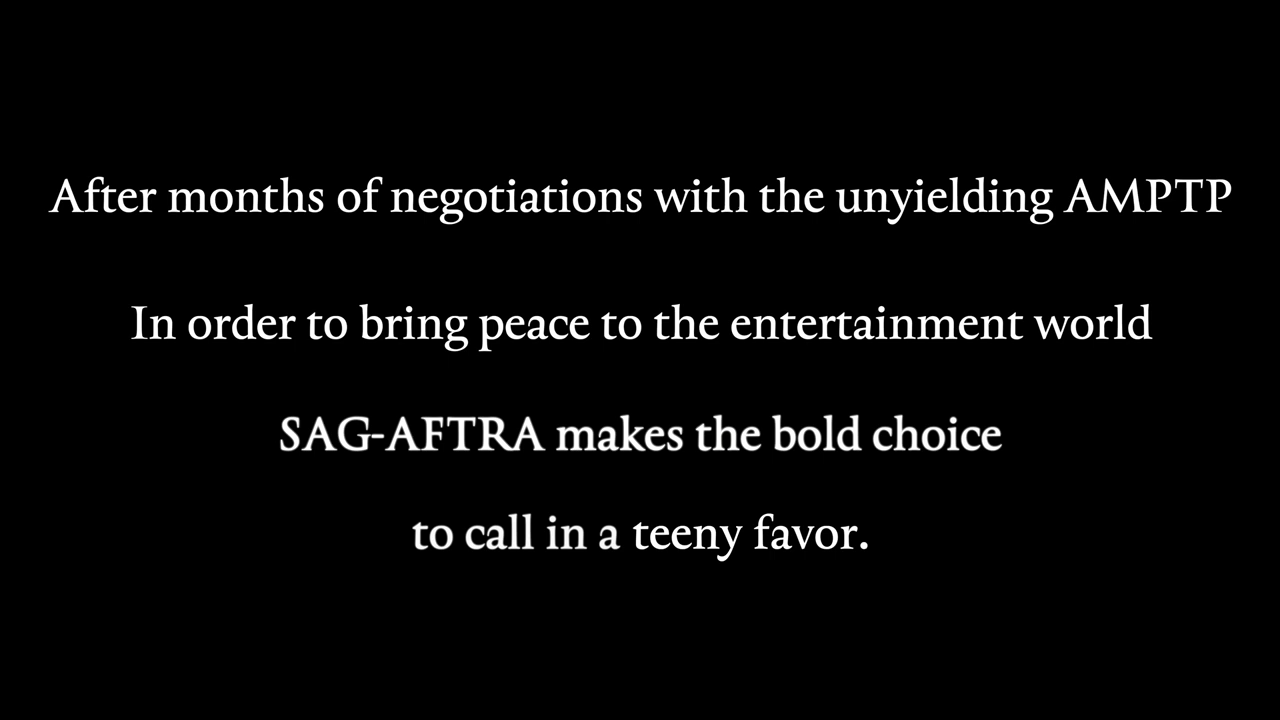 After months of negotiations with the unyielding AMPTP
In order to bring peace to the entertainment world
SAG-AFTRA makes the bold choice
to call in a teeny favor.